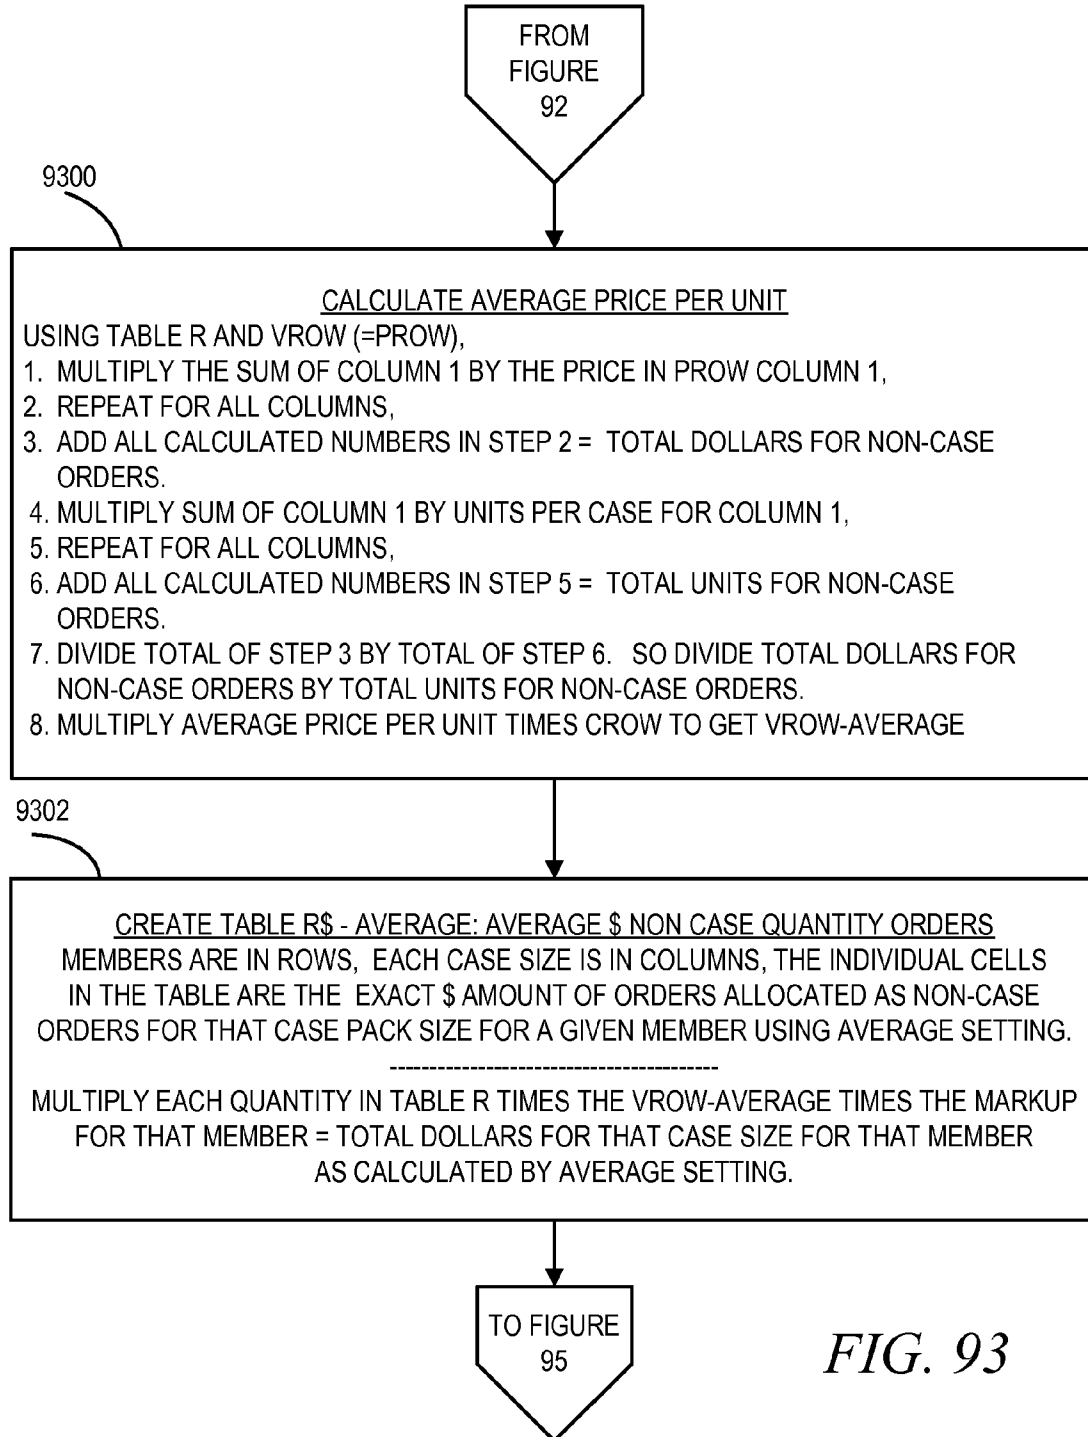 FROM
FIGURE
92
9300
CALCULATE AVERAGE PRICE PER UNIT
USING TABLE R AND VROW (=PROW),
1. MULTIPLY THE SUM OF COLUMN 1 BY THE PRICE IN PROW COLUMN 1,
2. REPEAT FOR ALL COLUMNS,
3. ADD ALL CALCULATED NUMBERS IN STEP 2 = TOTAL DOLLARS FOR NON-CASE
ORDERS.
4. MULTIPLY SUM OF COLUMN 1 BY UNITS PER CASE FOR COLUMN 1,
5. REPEAT FOR ALL COLUMNS,
6. ADD ALL CALCULATED NUMBERS IN STEP 5 = TOTAL UNITS FOR NON-CASE
ORDERS.
7. DIVIDE TOTAL OF STEP 3 BY TOTAL OF STEP 6. SO DIVIDE TOTAL DOLLARS FOR
NON-CASE ORDERS BY TOTAL UNITS FOR NON-CASE ORDERS.
8. MULTIPLY AVERAGE PRICE PER UNIT TIMES CROW TO GET VROW-AVERAGE
9302
CREATE TABLE R$ - AVERAGE: AVERAGE $ NON CASE QUANTITY ORDERS
MEMBERS ARE IN ROWS, EACH CASE SIZE IS IN COLUMNS, THE INDIVIDUAL CELLS
IN THE TABLE ARE THE EXACT $ AMOUNT OF ORDERS ALLOCATED AS NON-CASE
ORDERS FOR THAT CASE PACK SIZE FOR A GIVEN MEMBER USING AVERAGE SETTING.
----------------------------------------
MULTIPLY EACH QUANTITY IN TABLE R TIMES THE VROW-AVERAGE TIMES THE MARKUP
FOR THAT MEMBER = TOTAL DOLLARS FOR THAT CASE SIZE FOR THAT MEMBER
AS CALCULATED BY AVERAGE SETTING.
TO FIGURE
95
FIG. 93